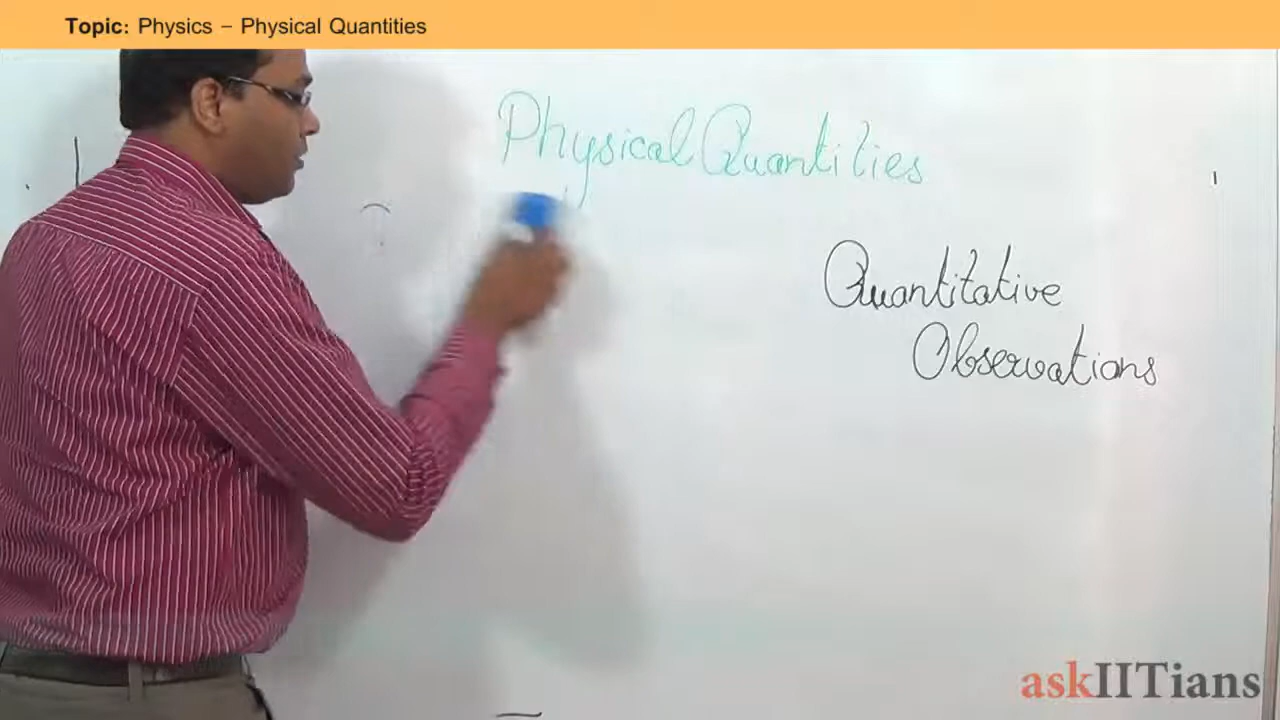 Topic: Physics – Physical Quantities
Physical Quantities
Quantitative
Observations
askIITians